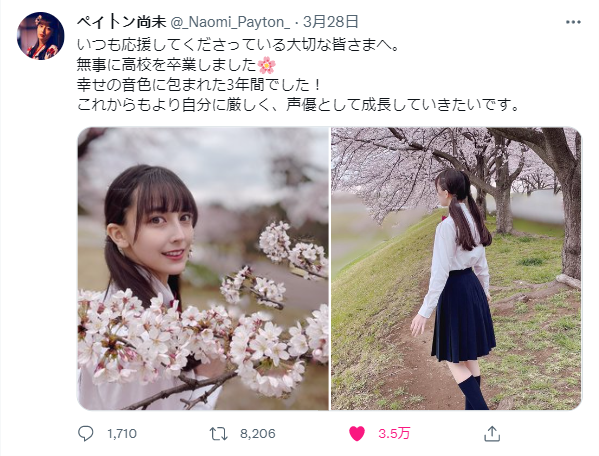 ペイトン尚未 @_Naomi_Payton_ · 3月28日
いつも応援してくださっている大切な皆さまへ。
無事に高校を卒業しました🌸
幸せの音色に包まれた3年間でした！
これからもより自分に厳しく、声優として成長していきたいです。
1,710 8,206 3.5万